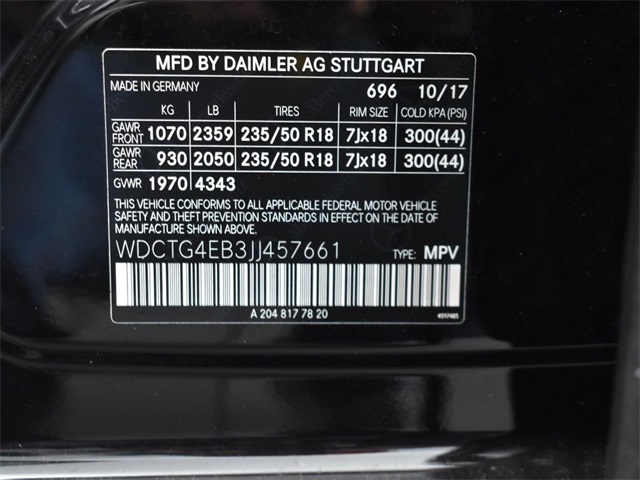 MFD BY DAIMLER AG STUTTGART
MADE IN GERMANY 696 10/17
KG LB TIRES RIM SIZE COLD KPA (PSI)
GAWR FRONT 1070 2359 235/50 R18 7Jx18 300(44)
GAWR REAR 930 2050 235/50 R18 7Jx18 300(44)
GVWR 1970 4343
THIS VEHICLE CONFORMS TO ALL APPLICABLE FEDERAL MOTOR VEHICLE
SAFETY AND THEFT PREVENTION STANDARDS IN EFFECT ON THE DATE OF
MANUFACTURE SHOWN ABOVE.
WDCTG4EB3JJ457661 TYPE: MPV
A 204 817 78 20